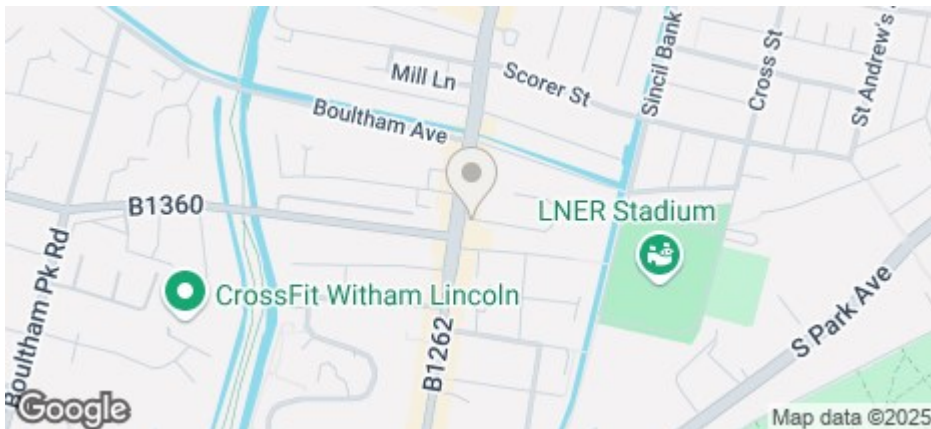 Mill Ln
Scorer St
Sincil Bank
Cross St
St Andrew's
Boultham Ave
B1360
LNER Stadium
Boultham Pk Rd
CrossFit Witham Lincoln
B1262
S Park Ave
Google
Map data ©2025